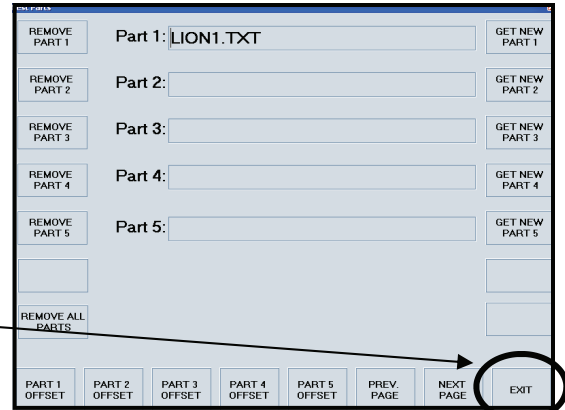 REMOVE
PART 1
Part 1: LION1.TXT
GET NEW
PART 1
REMOVE
PART 2
Part 2:
GET NEW
PART 2
REMOVE
PART 3
Part 3:
GET NEW
PART 3
REMOVE
PART 4
Part 4:
GET NEW
PART 4
REMOVE
PART 5
Part 5:
GET NEW
PART 5
REMOVE ALL
PARTS
PART 1
OFFSET
PART 2
OFFSET
PART 3
OFFSET
PART 4
OFFSET
PART 5
OFFSET
PREV.
PAGE
NEXT
PAGE
EXIT